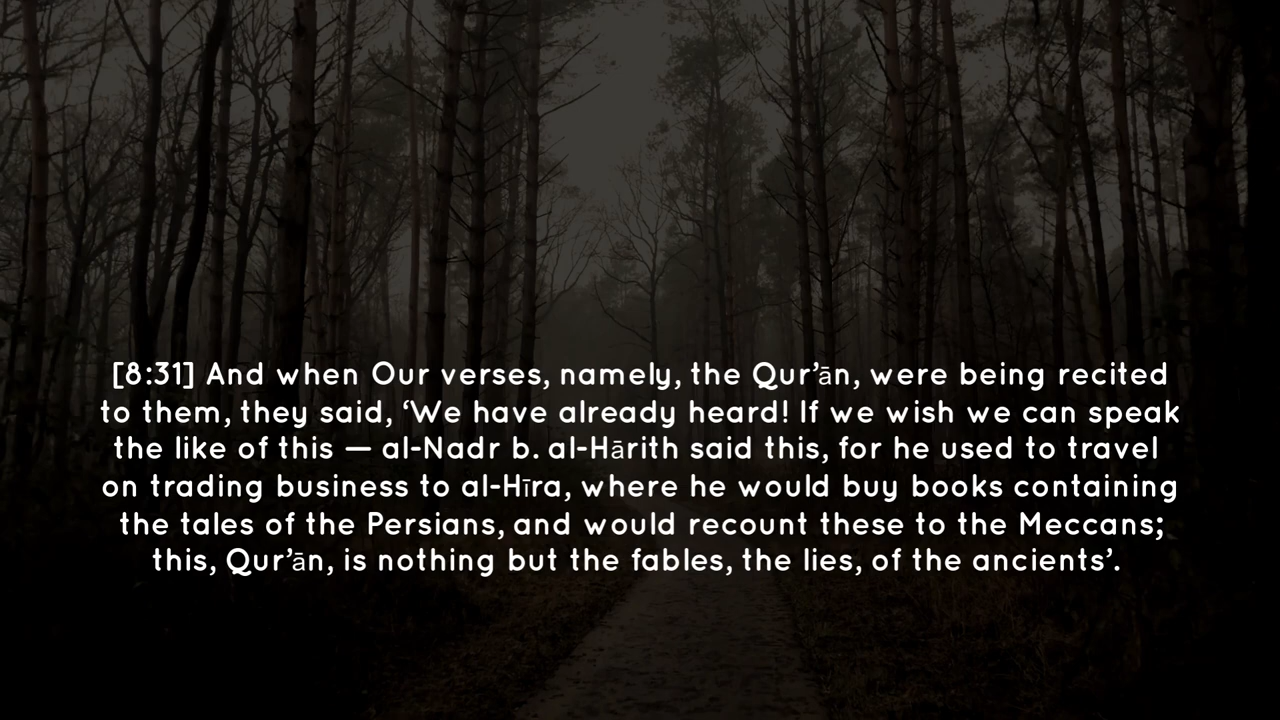 [8:31] And when Our verses, namely, the Qur’ān, were being recited
to them, they said, ‘We have already heard! If we wish we can speak
the like of this — al-Nadr b. al-Hārith said this, for he used to travel
on trading business to al-Hīra, where he would buy books containing
the tales of the Persians, and would recount these to the Meccans;
this, Qur’ān, is nothing but the fables, the lies, of the ancients’.